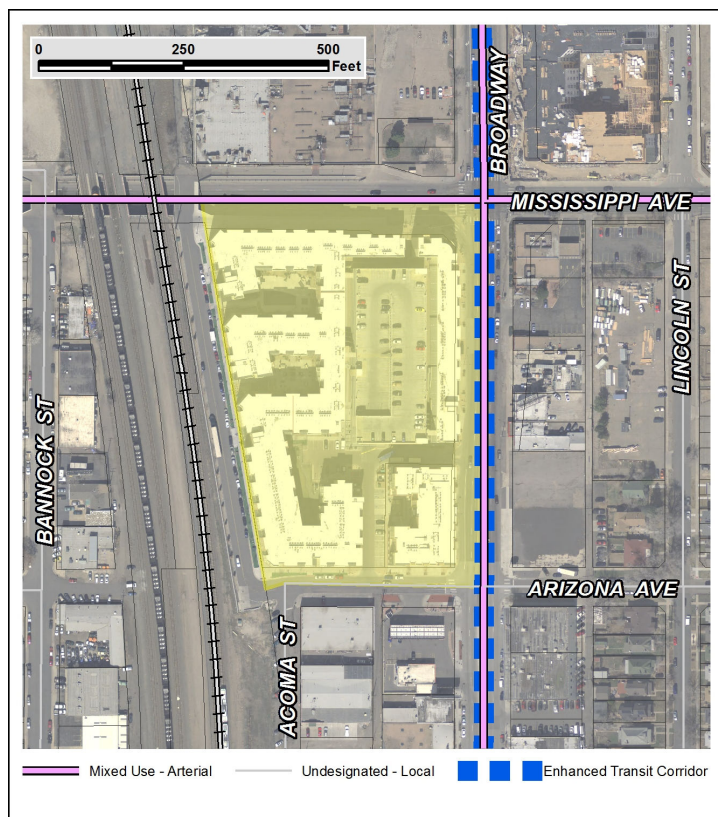 0 250 500
Feet
BROADWAY
MISSISSIPPI AVE
LINCOLN ST
BANNOCK ST
ARIZONA AVE
ACOMA ST
Mixed Use - Arterial Undesignated - Local Enhanced Transit Corridor